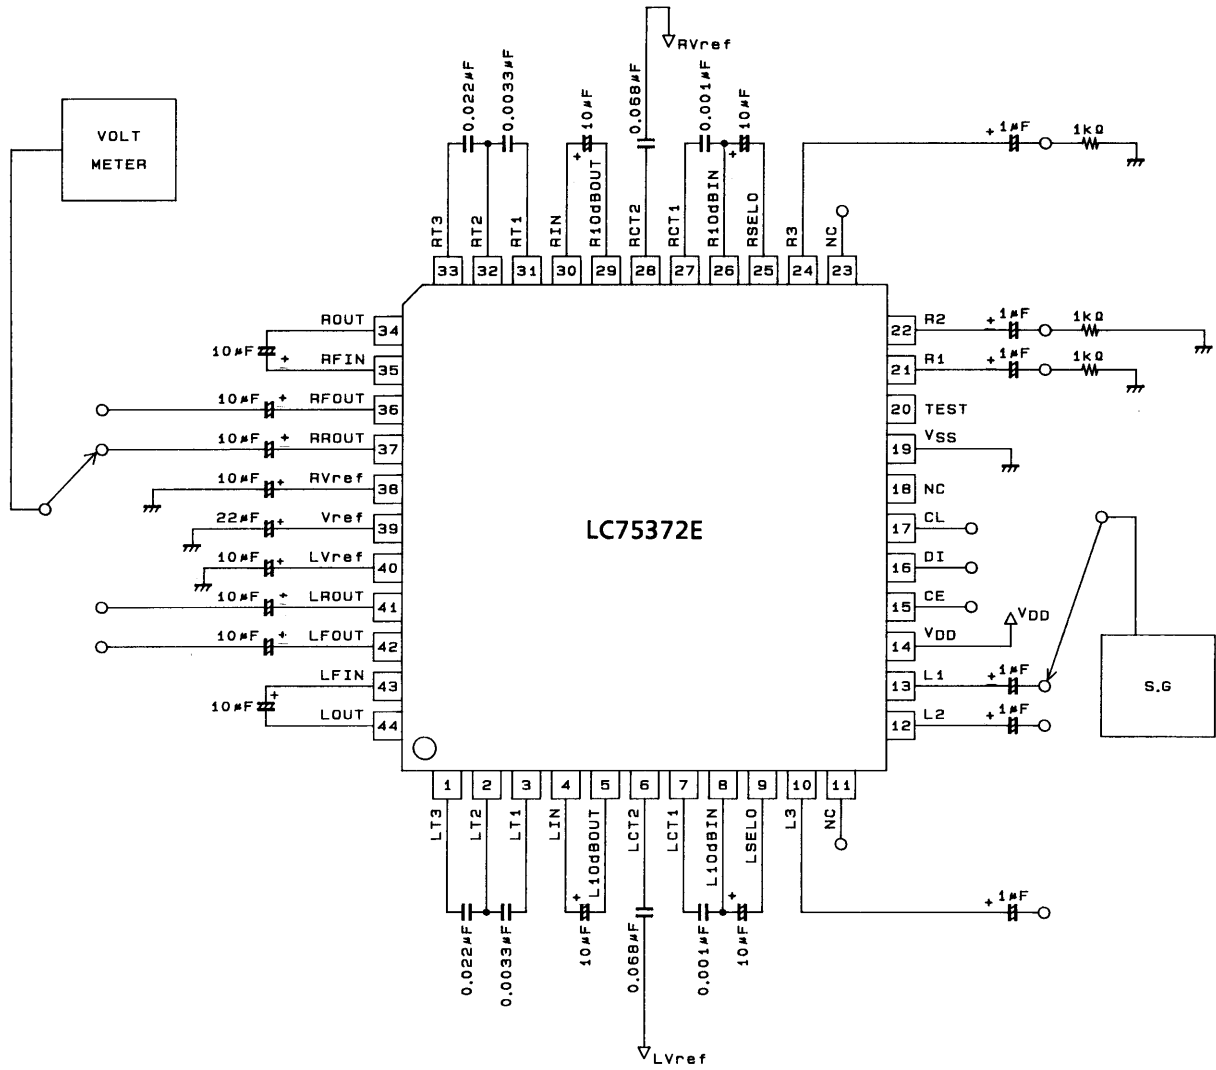 RVref
0.022μF
0.0033μF
10μF
0.068μF
0.001μF
10μF
1μF
1kΩ
VOLT
METER
RT3
RT2
RT1
RIN
R10dBOUT
RCT2
RCT1
R10dBIN
RSELO
R3
NC
33
32
31
30
29
28
27
26
25
24
23
ROUT
34
10μF
RFIN
35
10μF
RFOUT
36
10μF
RROUT
37
10μF
RVref
38
22μF
Vref
39
10μF
LVref
40
10μF
LROUT
41
10μF
LFOUT
42
LFIN
43
10μF
LOUT
44
LC75372E
22
R2
1μF
1kΩ
21
R1
1μF
1kΩ
20
TEST
19
VSS
18
NC
17
CL
16
DI
15
CE
14
VDD
VDD
13
L1
1μF
12
L2
1μF
S.G
1
2
3
4
5
6
7
8
9
10
11
LT3
LT2
LT1
LIN
L10dBOUT
LCT2
LCT1
L10dBIN
LSELO
L3
NC
1μF
0.022μF
0.0033μF
10μF
0.068μF
0.001μF
10μF
LVref